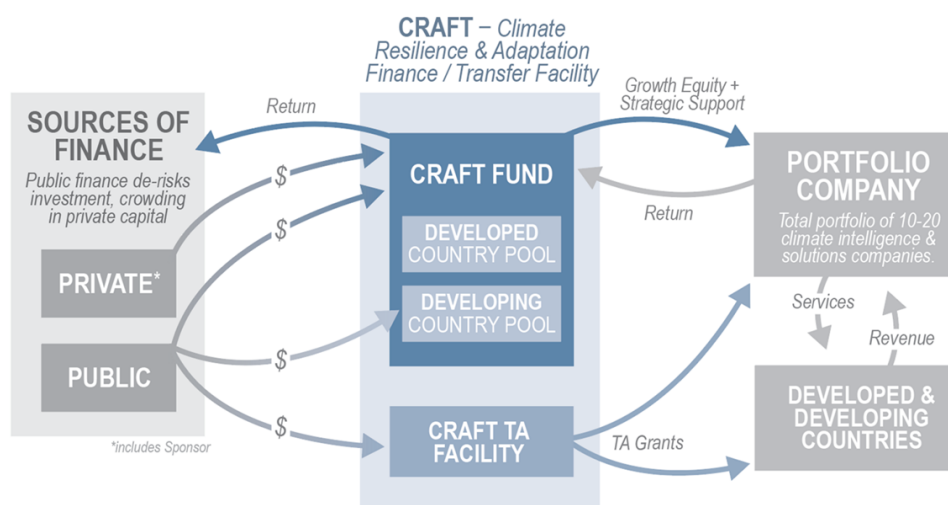 CRAFT – Climate
Resilience & Adaptation
Finance / Transfer Facility
SOURCES OF
FINANCE
Public finance de-risks
investment, crowding
in private capital
PRIVATE*
PUBLIC
*includes Sponsor
Return
$
$
$
$
CRAFT FUND
DEVELOPED
COUNTRY POOL
DEVELOPING
COUNTRY POOL
CRAFT TA
FACILITY
Growth Equity +
Strategic Support
Return
TA Grants
PORTFOLIO
COMPANY
Total portfolio of 10-20
climate intelligence &
solutions companies.
Services
Revenue
DEVELOPED &
DEVELOPING
COUNTRIES